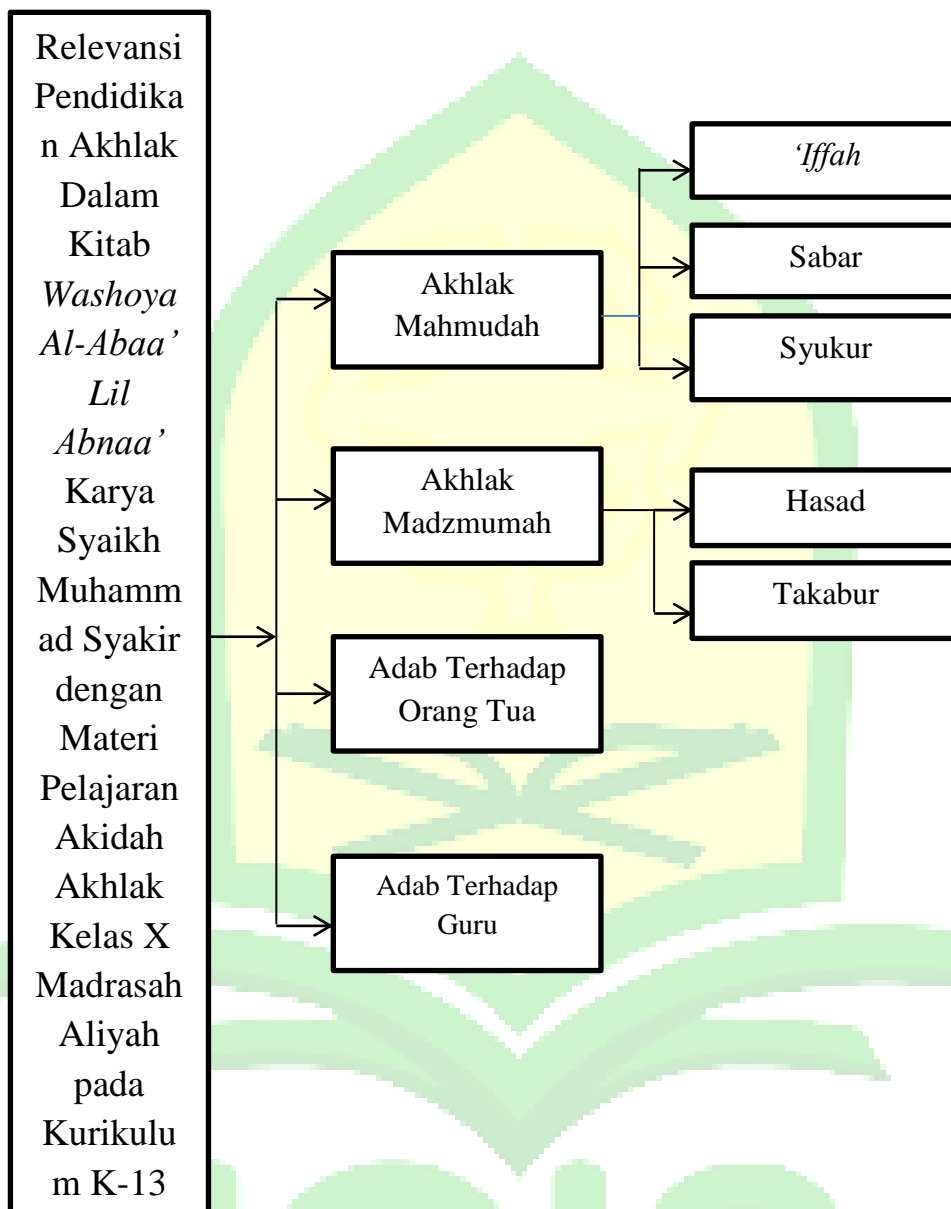 Relevansi
Pendidika
n Akhlak
Dalam
Kitab
Washoya
Al-Abaa’
Lil
Abnaa’
Karya
Syaikh
Muhamm
ad Syakir
dengan
Materi
Pelajaran
Akidah
Akhlak
Kelas X
Madrasah
Aliyah
pada
Kurikulu
m K-13
Akhlak
Mahmudah
‘Iffah
Sabar
Syukur
Akhlak
Madzmumah
Hasad
Takabur
Adab Terhadap
Orang Tua
Adab Terhadap
Guru